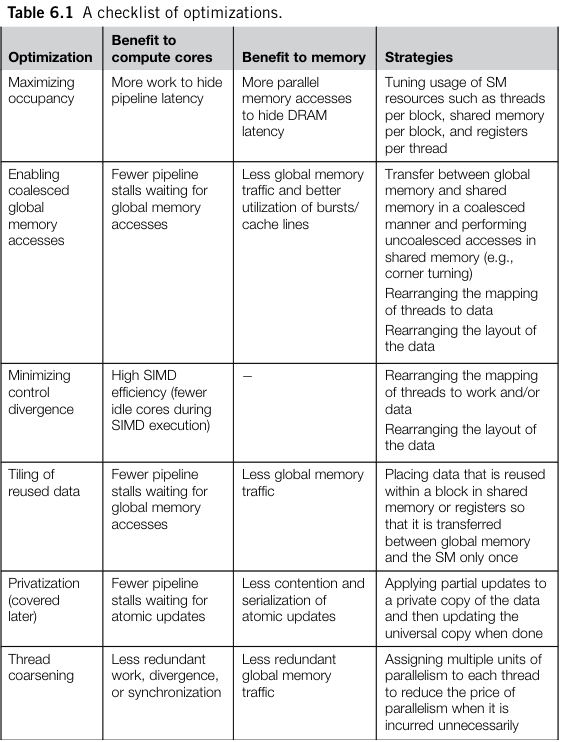 Table 6.1 A checklist of optimizations.
Optimization
Benefit to
compute cores
Benefit to memory
Strategies
Maximizing
occupancy
More work to hide
pipeline latency
More parallel
memory accesses
to hide DRAM
latency
Tuning usage of SM
resources such as threads
per block, shared memory
per block, and registers
per thread
Enabling
coalesced
global
memory
accesses
Fewer pipeline
stalls waiting for
global memory
accesses
Less global memory
traffic and better
utilization of bursts/
cache lines
Transfer between global
memory and shared
memory in a coalesced
manner and performing
uncoalesced accesses in
shared memory (e.g.,
corner turning)
Rearranging the mapping
of threads to data
Rearranging the layout of
the data
Minimizing
control
divergence
High SIMD
efficiency (fewer
idle cores during
SIMD execution)
—
Rearranging the mapping
of threads to work and/or
data
Rearranging the layout of
the data
Tiling of
reused data
Fewer pipeline
stalls waiting for
global memory
accesses
Less global memory
traffic
Placing data that is reused
within a block in shared
memory or registers so
that it is transferred
between global memory
and the SM only once
Privatization
(covered
later)
Fewer pipeline
stalls waiting for
atomic updates
Less contention and
serialization of
atomic updates
Applying partial updates to
a private copy of the data
and then updating the
universal copy when done
Thread
coarsening
Less redundant
work, divergence,
or synchronization
Less redundant
global memory
traffic
Assigning multiple units of
parallelism to each thread
to reduce the price of
parallelism when it is
incurred unnecessarily